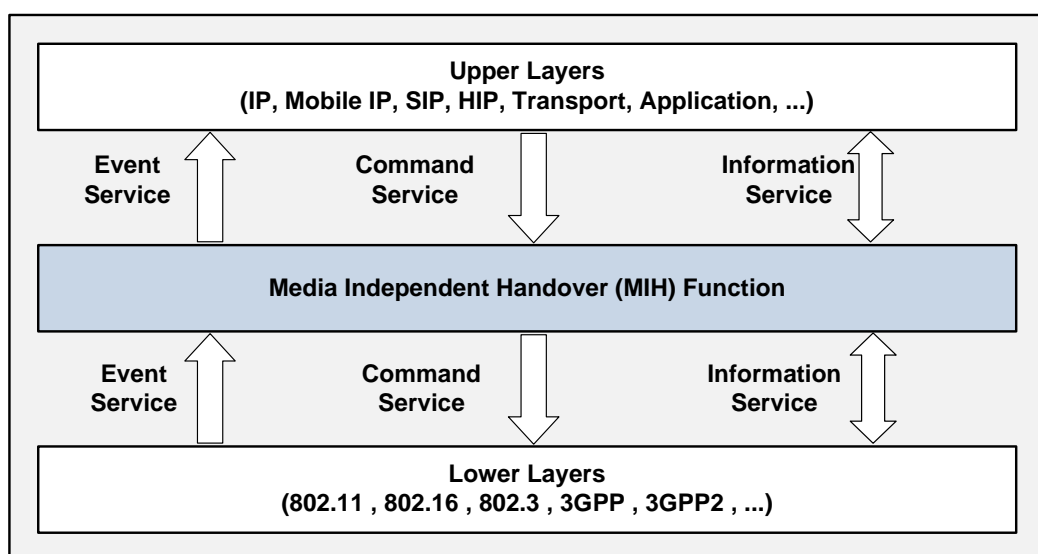 Upper Layers
(IP, Mobile IP, SIP, HIP, Transport, Application, ...)
Event
Service
Command
Service
Information
Service
Media Independent Handover (MIH) Function
Event
Service
Command
Service
Information
Service
Lower Layers
(802.11 , 802.16 , 802.3 , 3GPP , 3GPP2 , ...)